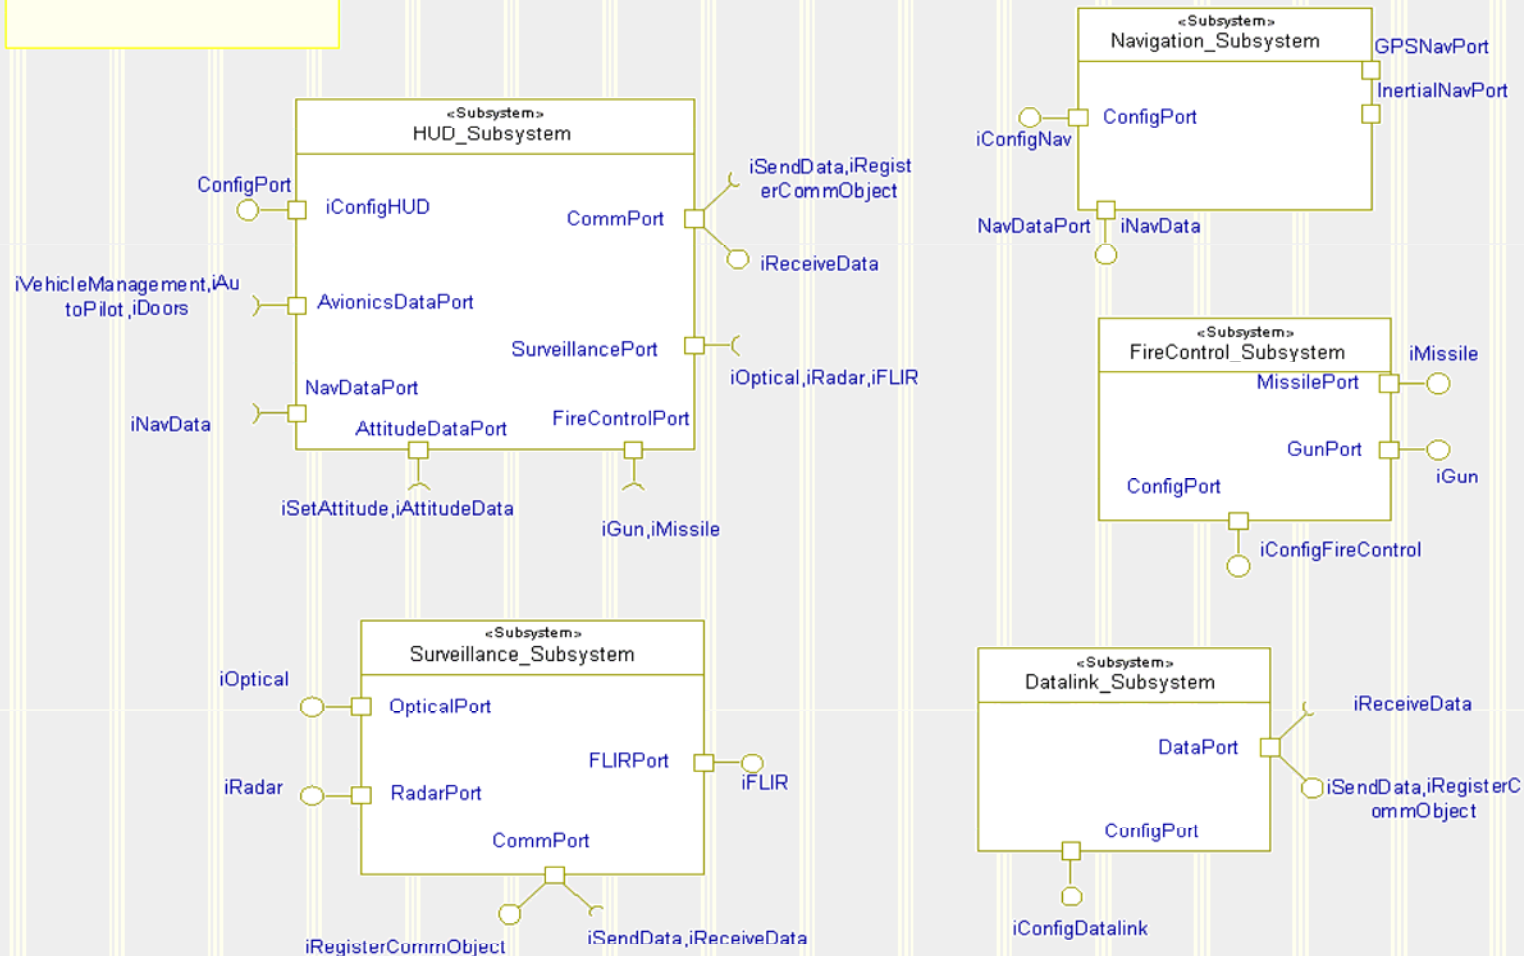 «Subsystem»
HUD_Subsystem
ConfigPort
iConfigHUD
iVehicleManagement,iAu
toPilot,iDoors
AvionicsDataPort
NavDataPort
iNavData
AttitudeDataPort
iSetAttitude,iAttitudeData
FireControlPort
iGun,iMissile
CommPort
iSendData,iRegist
erCommObject
iReceiveData
SurveillancePort
iOptical,iRadar,iFLIR
«Subsystem»
Navigation_Subsystem
GPSNavPort
InertialNavPort
ConfigPort
iConfigNav
NavDataPort
iNavData
«Subsystem»
FireControl_Subsystem
iMissile
MissilePort
GunPort
iGun
ConfigPort
iConfigFireControl
«Subsystem»
Surveillance_Subsystem
iOptical
OpticalPort
FLIRPort
iFLIR
iRadar
RadarPort
CommPort
iRegisterCommObject
iSendData,iReceiveData
«Subsystem»
Datalink_Subsystem
iReceiveData
DataPort
iSendData,iRegisterC
ommObject
ConfigPort
iConfigDatalink